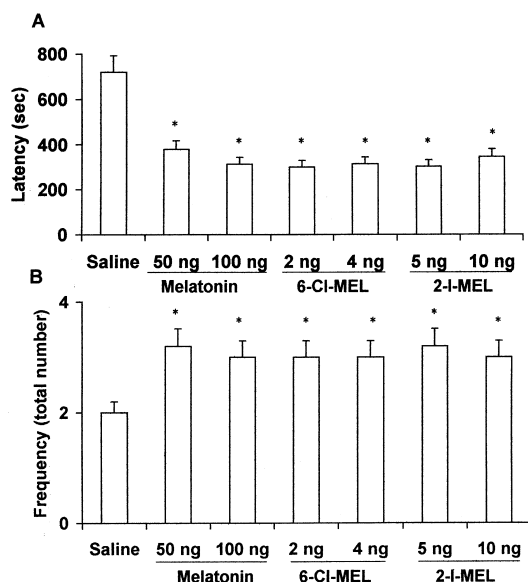 A
800
600
400
200
0
Latency (sec)
* * * * * *
Saline 50 ng 100 ng 2 ng 4 ng 5 ng 10 ng
Melatonin 6-Cl-MEL 2-I-MEL
B
4
2
0
Frequency (total number)
* * * * * *
Saline 50 ng 100 ng 2 ng 4 ng 5 ng 10 ng
Melatonin 6-Cl-MEL 2-I-MEL